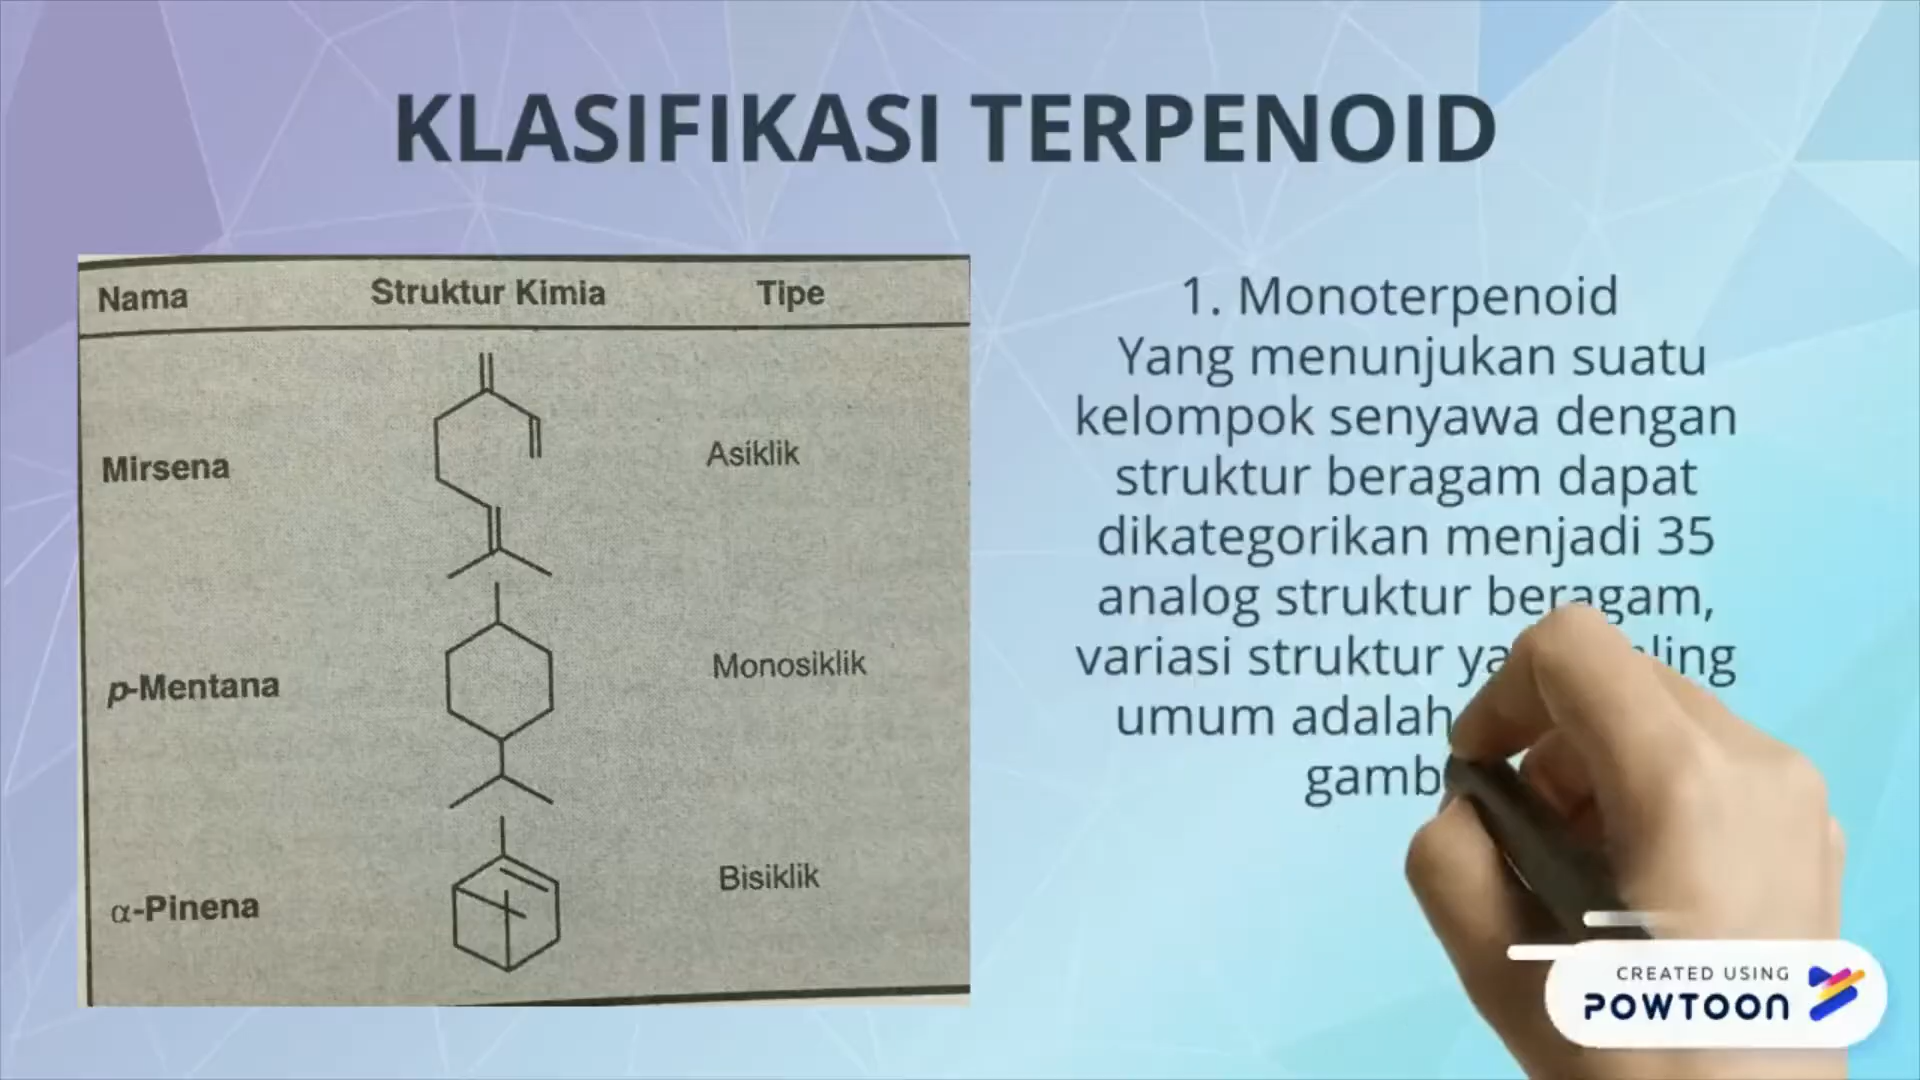 KLASIFIKASI TERPENOID
Nama Struktur Kimia Tipe
Mirsena Asiklik
p-Mentana Monosiklik
α-Pinena Bisiklik
1. Monoterpenoid
Yang menunjukan suatu
kelompok senyawa dengan
struktur beragam dapat
dikategorikan menjadi 35
analog struktur beragam,
variasi struktur
umum adalah
CREATED USING
POWTOON